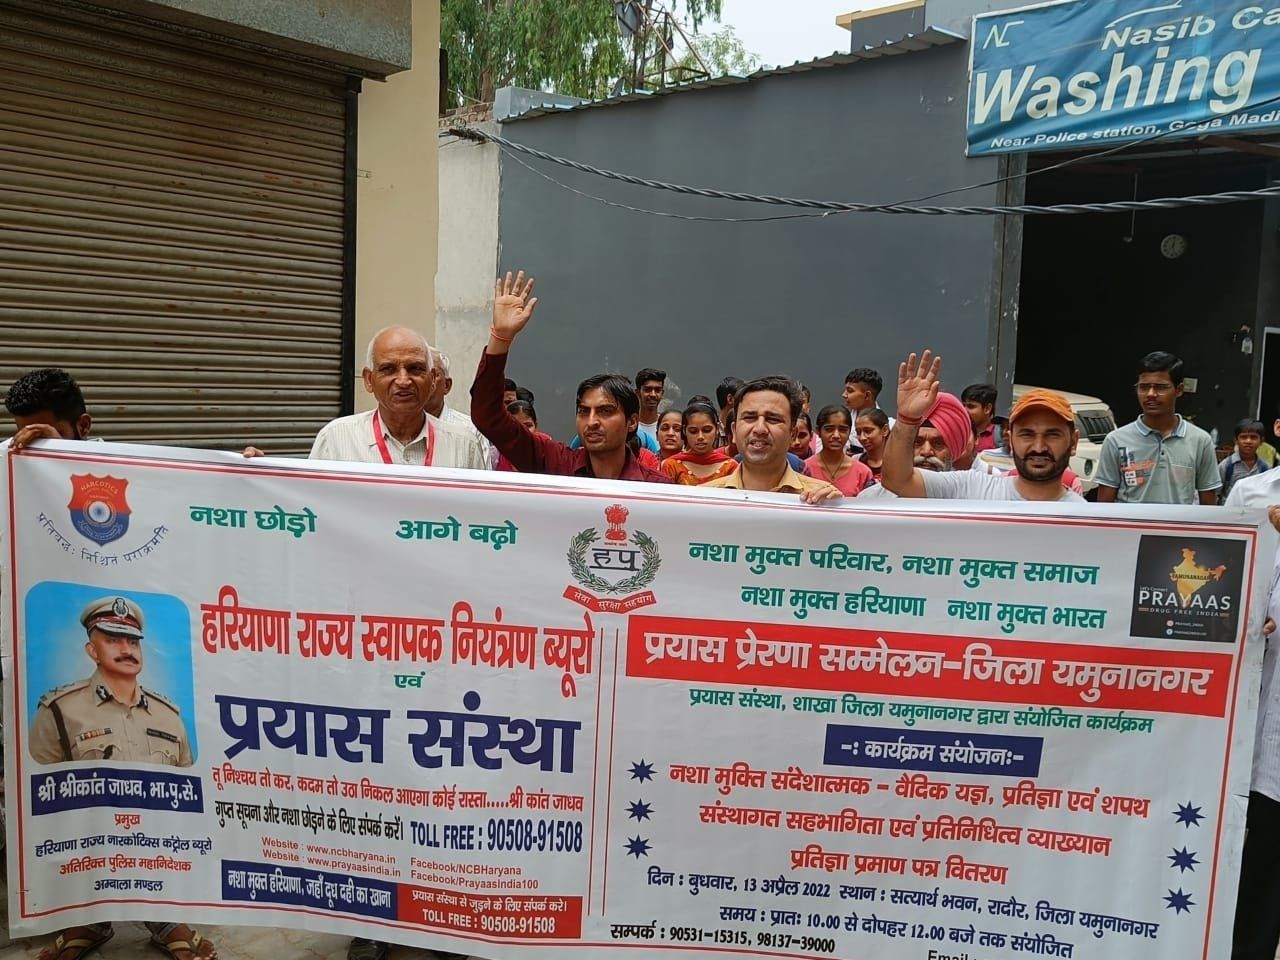 NC
Nasib Ca
Washing
Near Police station, Goga Madi
NARCOTICS
प्रतिबद्ध: निश्चित पराक्रमति
नशा छोड़ो आगे बढ़ो
हरियाणा राज्य स्वापक नियंत्रण ब्यूरो
एवं
प्रयास संस्था
तू निश्चय तो कर, कदम तो उठा निकल आएगा कोई रास्ता.....श्री कांत जाधव
गुप्त सूचना और नशा छोड़ने के लिए संपर्क करें। TOLL FREE : 90508-91508
Website : www.ncbharyana.in Facebook/NCBHaryana
Website : www.prayaasindia.in Facebook/PrayaasIndia100
नशा मुक्त हरियाणा, जहाँ दूध दही का खाना
प्रयास संस्था से जुड़ने के लिए संपर्क करें।
TOLL FREE : 90508-91508
श्री श्रीकांत जाधव, भा.पु.से.
प्रमुख
हरियाणा राज्य नारकोटिक्स कंट्रोल ब्यूरो
अतिरिक्त पुलिस महानिदेशक
अम्बाला मण्डल
ह पु
सेवा सुरक्षा सहयोग
नशा मुक्त परिवार, नशा मुक्त समाज
नशा मुक्त हरियाणा नशा मुक्त भारत
YAMUNANAGAR
PRAYAAS
DRUG FREE INDIA
प्रयास प्रेरणा सम्मेलन-जिला यमुनानगर
प्रयास संस्था, शाखा जिला यमुनानगर द्वारा संयोजित कार्यक्रम
-: कार्यक्रम संयोजन:-
नशा मुक्ति संदेशात्मक - वैदिक यज्ञ, प्रतिज्ञा एवं शपथ
संस्थागत सहभागिता एवं प्रतिनिधित्व व्याख्यान
प्रतिज्ञा प्रमाण पत्र वितरण
दिन : बुधवार, 13 अप्रैल 2022 स्थान : सत्यार्थ भवन, रादौर, जिला यमुनानगर
समय : प्रातः 10.00 से दोपहर 12.00 बजे तक संयोजित
सम्पर्क : 90531-15315, 98137-39000
Email